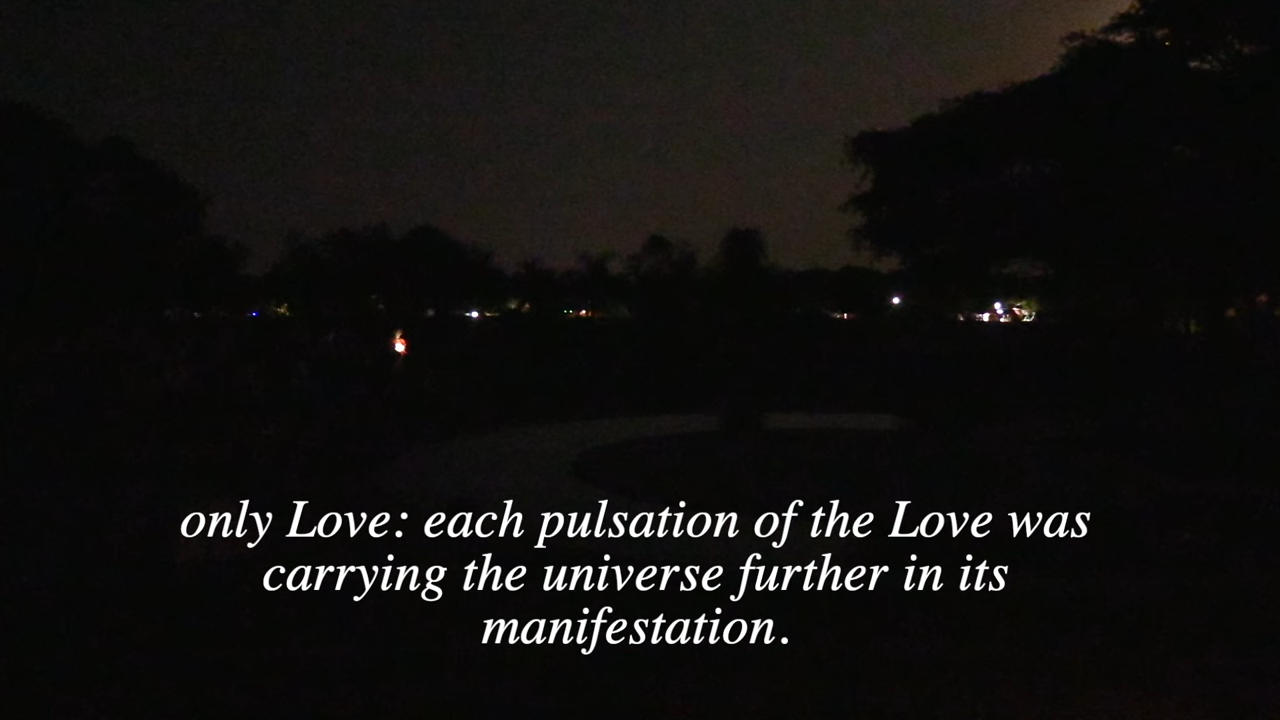 only Love: each pulsation of the Love was
carrying the universe further in its
manifestation.